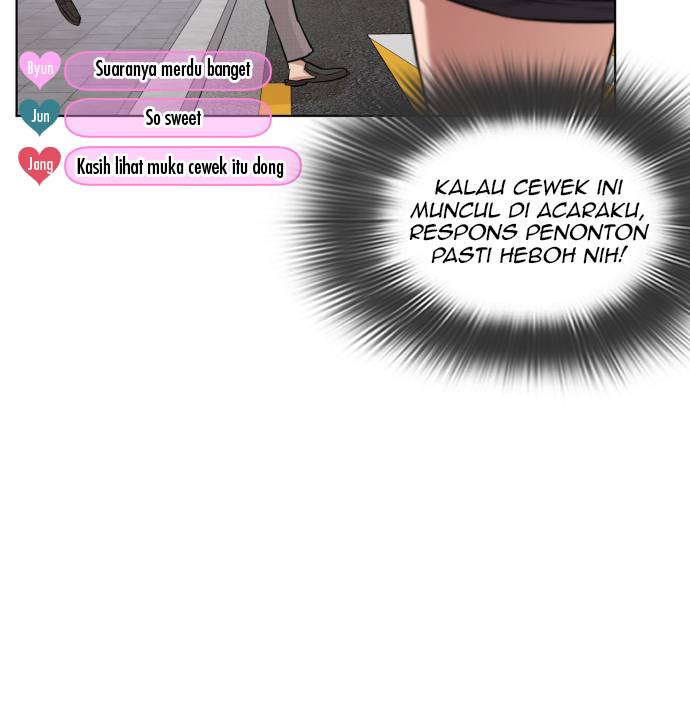 Byun Suaranya merdu banget
Jun So sweet
Jang Kasih lihat muka cewek itu dong
KALAU CEWEK INI
MUNCUL DI ACARAKU,
RESPONS PENONTON
PASTI HEBOH NIH!